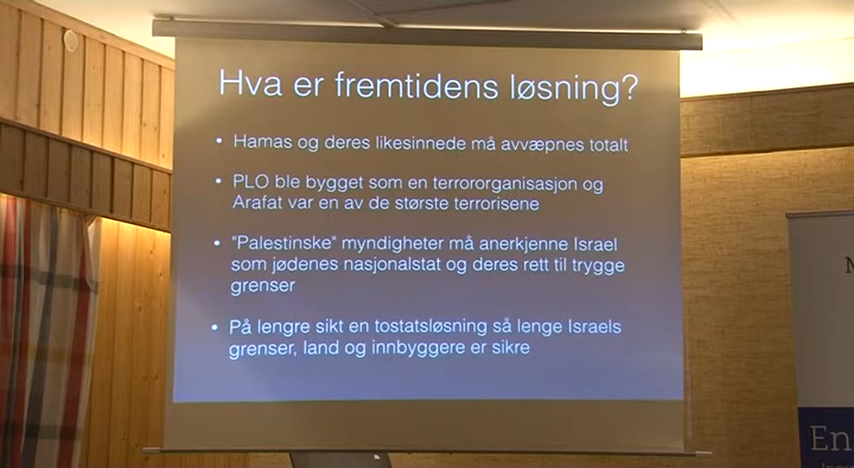 Hva er fremtidens løsning?
• Hamas og deres likesinnede må avvæpnes totalt
• PLO ble bygget som en terrororganisasjon og
Arafat var en av de største terrorisene
• "Palestinske" myndigheter må anerkjenne Israel
som jødenes nasjonalstat og deres rett til trygge
grenser
• På lengre sikt en tostatsløsning så lenge Israels
grenser, land og innbyggere er sikre
M
En